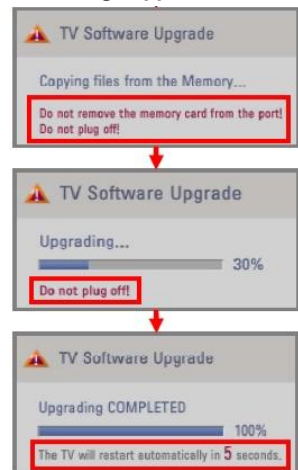 TV Software Upgrade
Copying files from the Memory...
Do not remove the memory card from the port!
Do not plug off!
TV Software Upgrade
Upgrading...
30%
Do not plug off!
TV Software Upgrade
Upgrading COMPLETED
100%
The TV will restart automatically in 5 seconds.